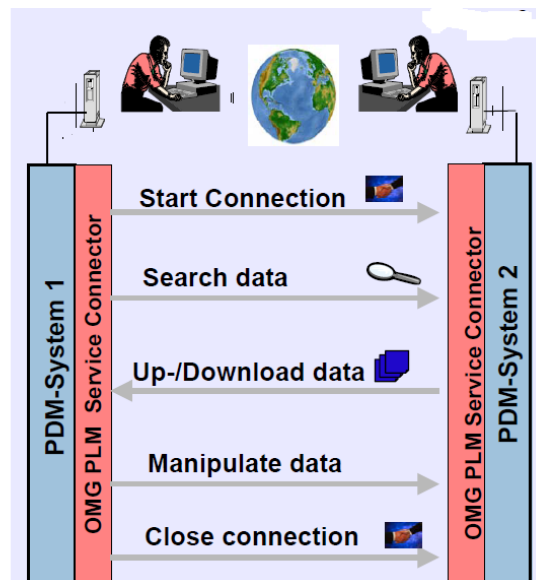 Start Connection
Search data
Up-/Download data
Manipulate data
Close connection
PDM-System 1
OMG PLM Service Connector
OMG PLM Service Connector
PDM-System 2